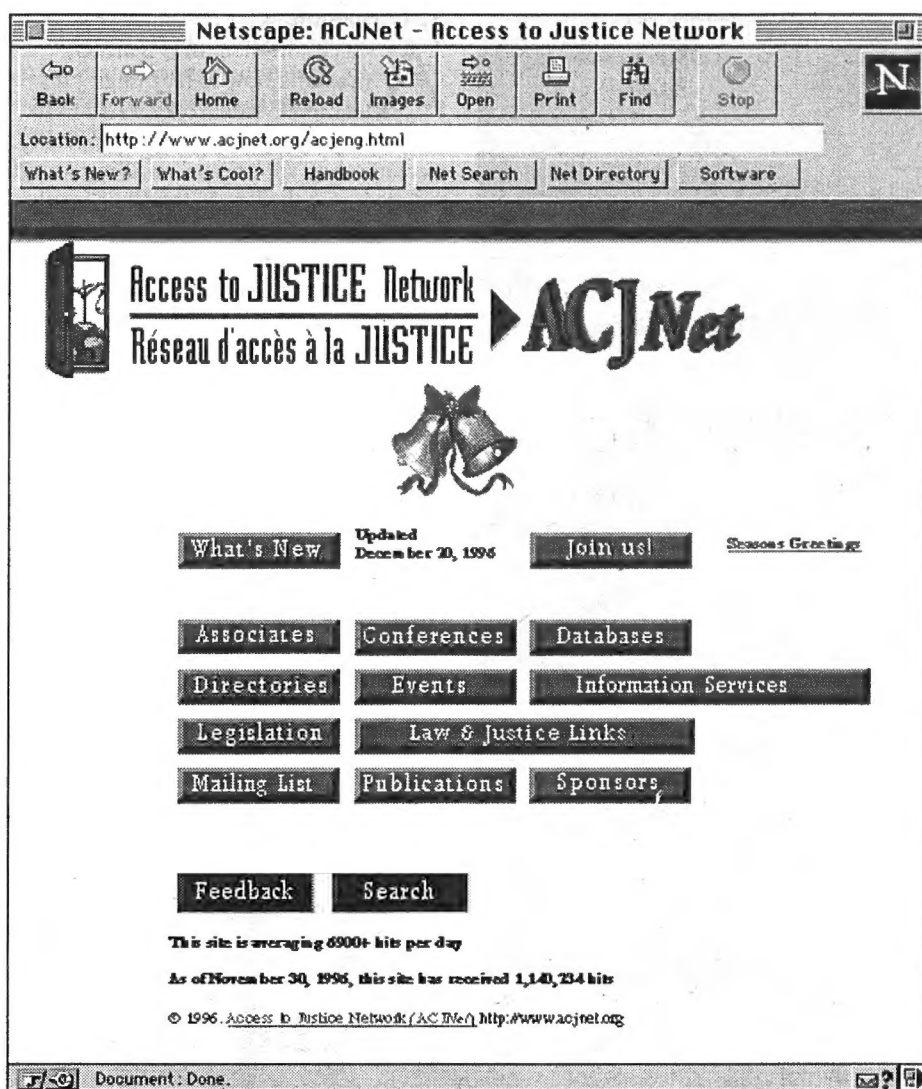 Netscape: ACJNet - Access to Justice Network
Back Forward Home Reload Images Open Print Find Stop N
Location: http://www.acjnet.org/acjeng.html
What's New? What's Cool? Handbook Net Search Net Directory Software
Access to JUSTICE Network
Réseau d'accès à la JUSTICE
ACJNet
What's New Updated December 20, 1996 Join us! Seasons Greetings
Associates Conferences Databases
Directories Events Information Services
Legislation Law & Justice Links
Mailing List Publications Sponsors
Feedback Search
This site is averaging 6900+ hits per day
As of November 30, 1996, this site has received 1,140,234 hits
© 1996. Access to Justice Network (ACJNet) http://www.acjnet.org
Document: Done.
?